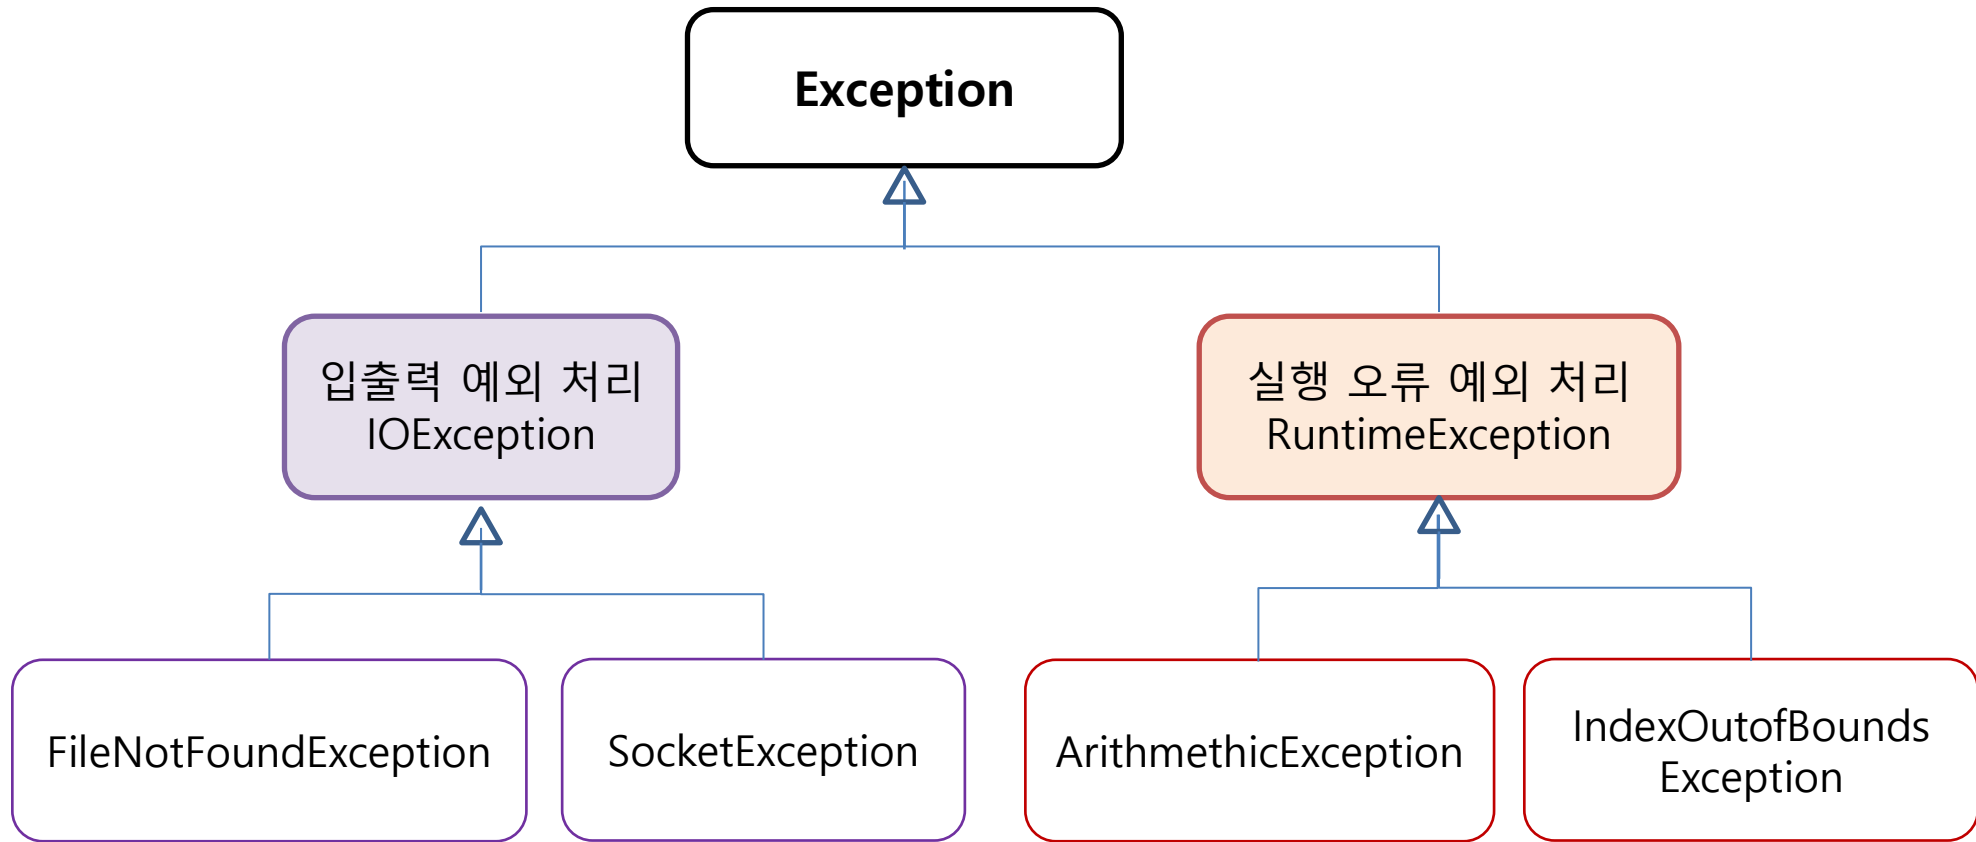 Exception
입출력 예외 처리
IOException
실행 오류 예외 처리
RuntimeException
FileNotFoundException
SocketException
ArithmethicException
IndexOutofBounds
Exception